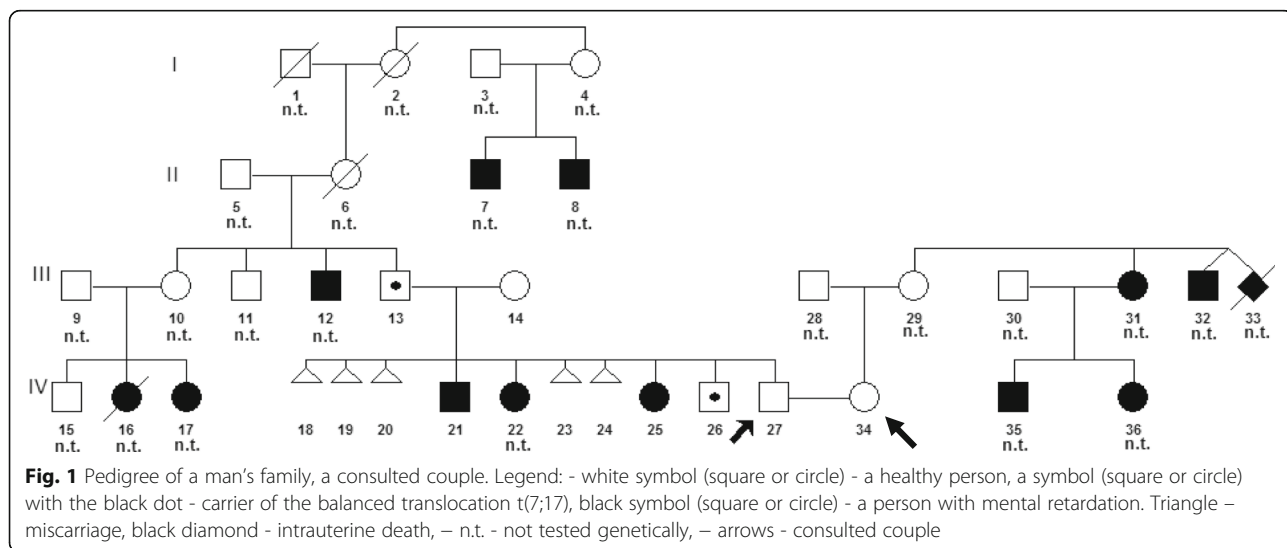 I
1 2 3 4
n.t. n.t. n.t. n.t.
II
5 6 7 8
n.t. n.t. n.t. n.t.
III
9 10 11 12 13 14 28 29 30 31 32 33
n.t. n.t. n.t. n.t. n.t. n.t. n.t. n.t. n.t. n.t.
IV
15 16 17 18 19 20 21 22 23 24 25 26 27 34 35 36
n.t. n.t. n.t. n.t. n.t. n.t.
Fig. 1 Pedigree of a man's family, a consulted couple. Legend: - white symbol (square or circle) - a healthy person, a symbol (square or circle)
with the black dot - carrier of the balanced translocation t(7;17), black symbol (square or circle) - a person with mental retardation. Triangle –
miscarriage, black diamond - intrauterine death, – n.t. - not tested genetically, – arrows - consulted couple